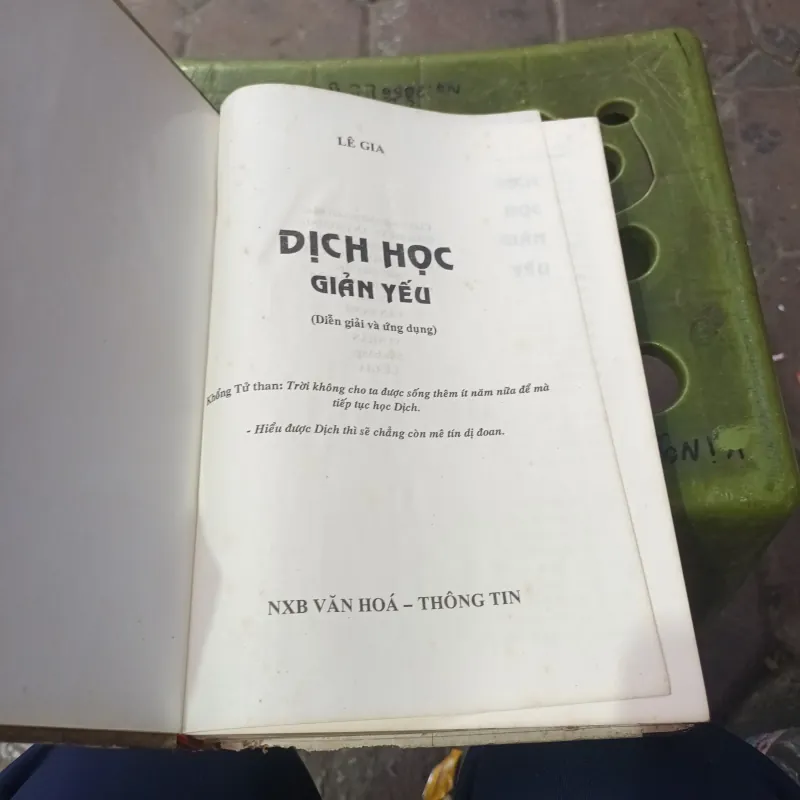 LÊ GIA
DỊCH HỌC
GIẢN YẾU
(Diễn giải và ứng dụng)
Khổng Tử than: Trời không cho ta được sống thêm ít năm nữa để mà
tiếp tục học Dịch.
- Hiểu được Dịch thì sẽ chẳng còn mê tín dị đoan.
NXB VĂN HOÁ – THÔNG TIN